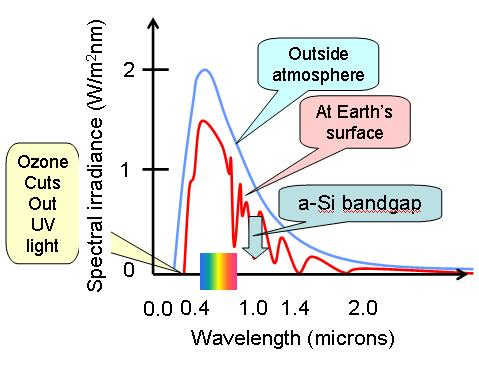 Outside
atmosphere
At Earth's
surface
a-Si bandgap
Ozone
Cuts
Out
UV
light
Spectral irradiance (W/m²nm)
2
1
0
0.0 0.4 1.0 1.4 2.0
Wavelength (microns)